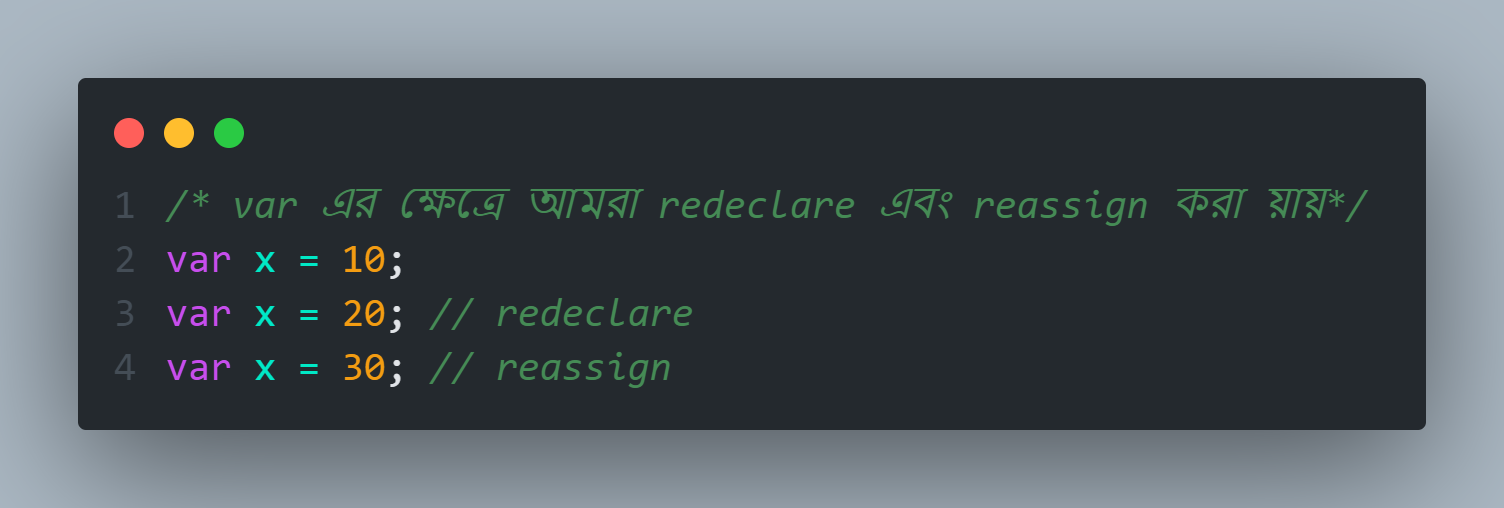 1 /* var এর ক্ষেত্রে আমরা redeclare এবং reassign করা যায়*/
2 var x = 10;
3 var x = 20; // redeclare
4 var x = 30; // reassign